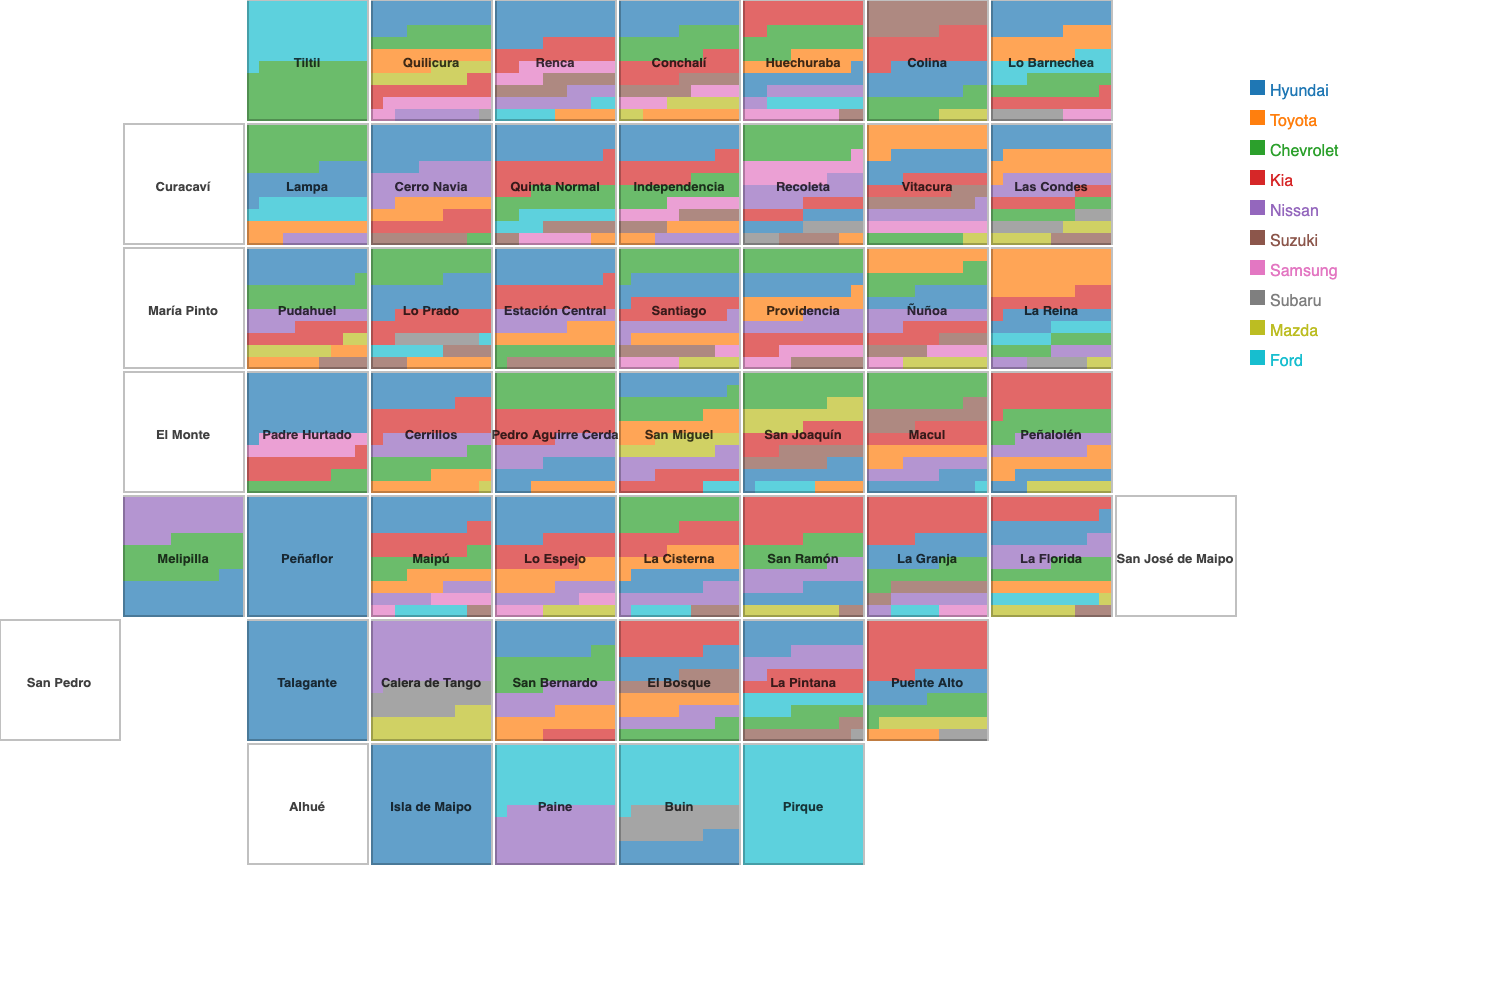 Tiltil
Quilicura
Renca
Conchalí
Huechuraba
Colina
Lo Barnechea
Curacaví
Lampa
Cerro Navia
Quinta Normal
Independencia
Recoleta
Vitacura
Las Condes
María Pinto
Pudahuel
Lo Prado
Estación Central
Santiago
Providencia
Ñuñoa
La Reina
El Monte
Padre Hurtado
Cerrillos
Pedro Aguirre Cerda
San Miguel
San Joaquín
Macul
Peñalolén
Melipilla
Peñaflor
Maipú
Lo Espejo
La Cisterna
San Ramón
La Granja
La Florida
San José de Maipo
San Pedro
Talagante
Calera de Tango
San Bernardo
El Bosque
La Pintana
Puente Alto
Alhué
Isla de Maipo
Paine
Buin
Pirque
Hyundai
Toyota
Chevrolet
Kia
Nissan
Suzuki
Samsung
Subaru
Mazda
Ford